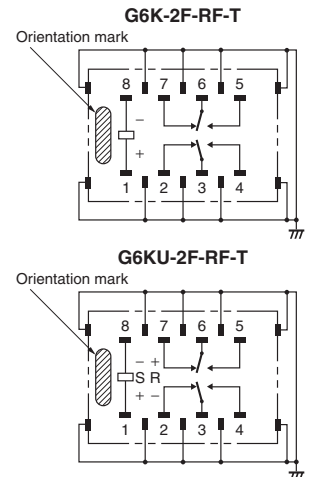 G6K-2F-RF-T
Orientation mark
8 7 6 5
−
+
1 2 3 4
G6KU-2F-RF-T
Orientation mark
8 7 6 5
− +
S R
+ −
1 2 3 4